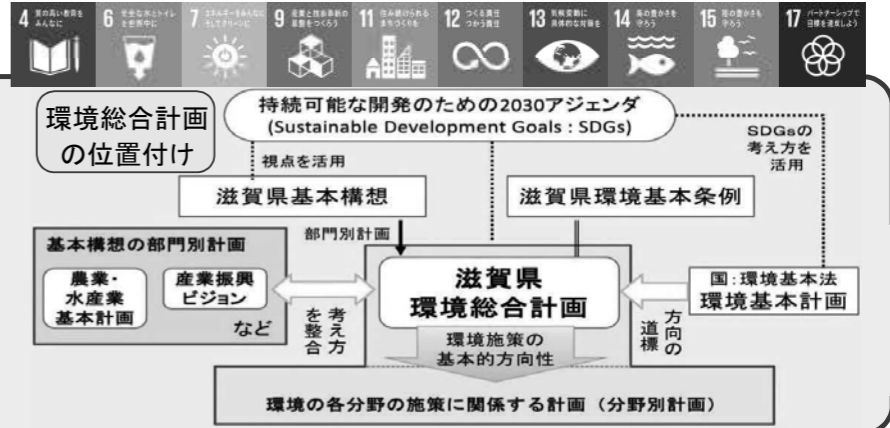 4 質の高い教育を
みんなに
6 安全な水とトイレ
を世界中に
7 エネルギーをみんなに
そしてクリーンに
9 産業と技術革新の
基盤をつくろう
11 住み続けられる
まちづくりを
12 つくる責任
つかう責任
13 気候変動に
具体的な対策を
14 海の豊かさを
守ろう
15 陸の豊かさも
守ろう
17 パートナーシップで
目標を達成しよう
環境総合計画
の位置付け
持続可能な開発のための2030アジェンダ
(Sustainable Development Goals : SDGs)
視点を活用
SDGsの
考え方を
活用
滋賀県基本構想
滋賀県環境基本条例
部門別計画
基本構想の部門別計画
農業・
水産業
基本計画
産業振興
ビジョン
など
考え方
を整合
滋賀県
環境総合計画
方向の
道標
国:環境基本法
環境基本計画
環境施策の
基本的方向性
環境の各分野の施策に関係する計画(分野別計画)